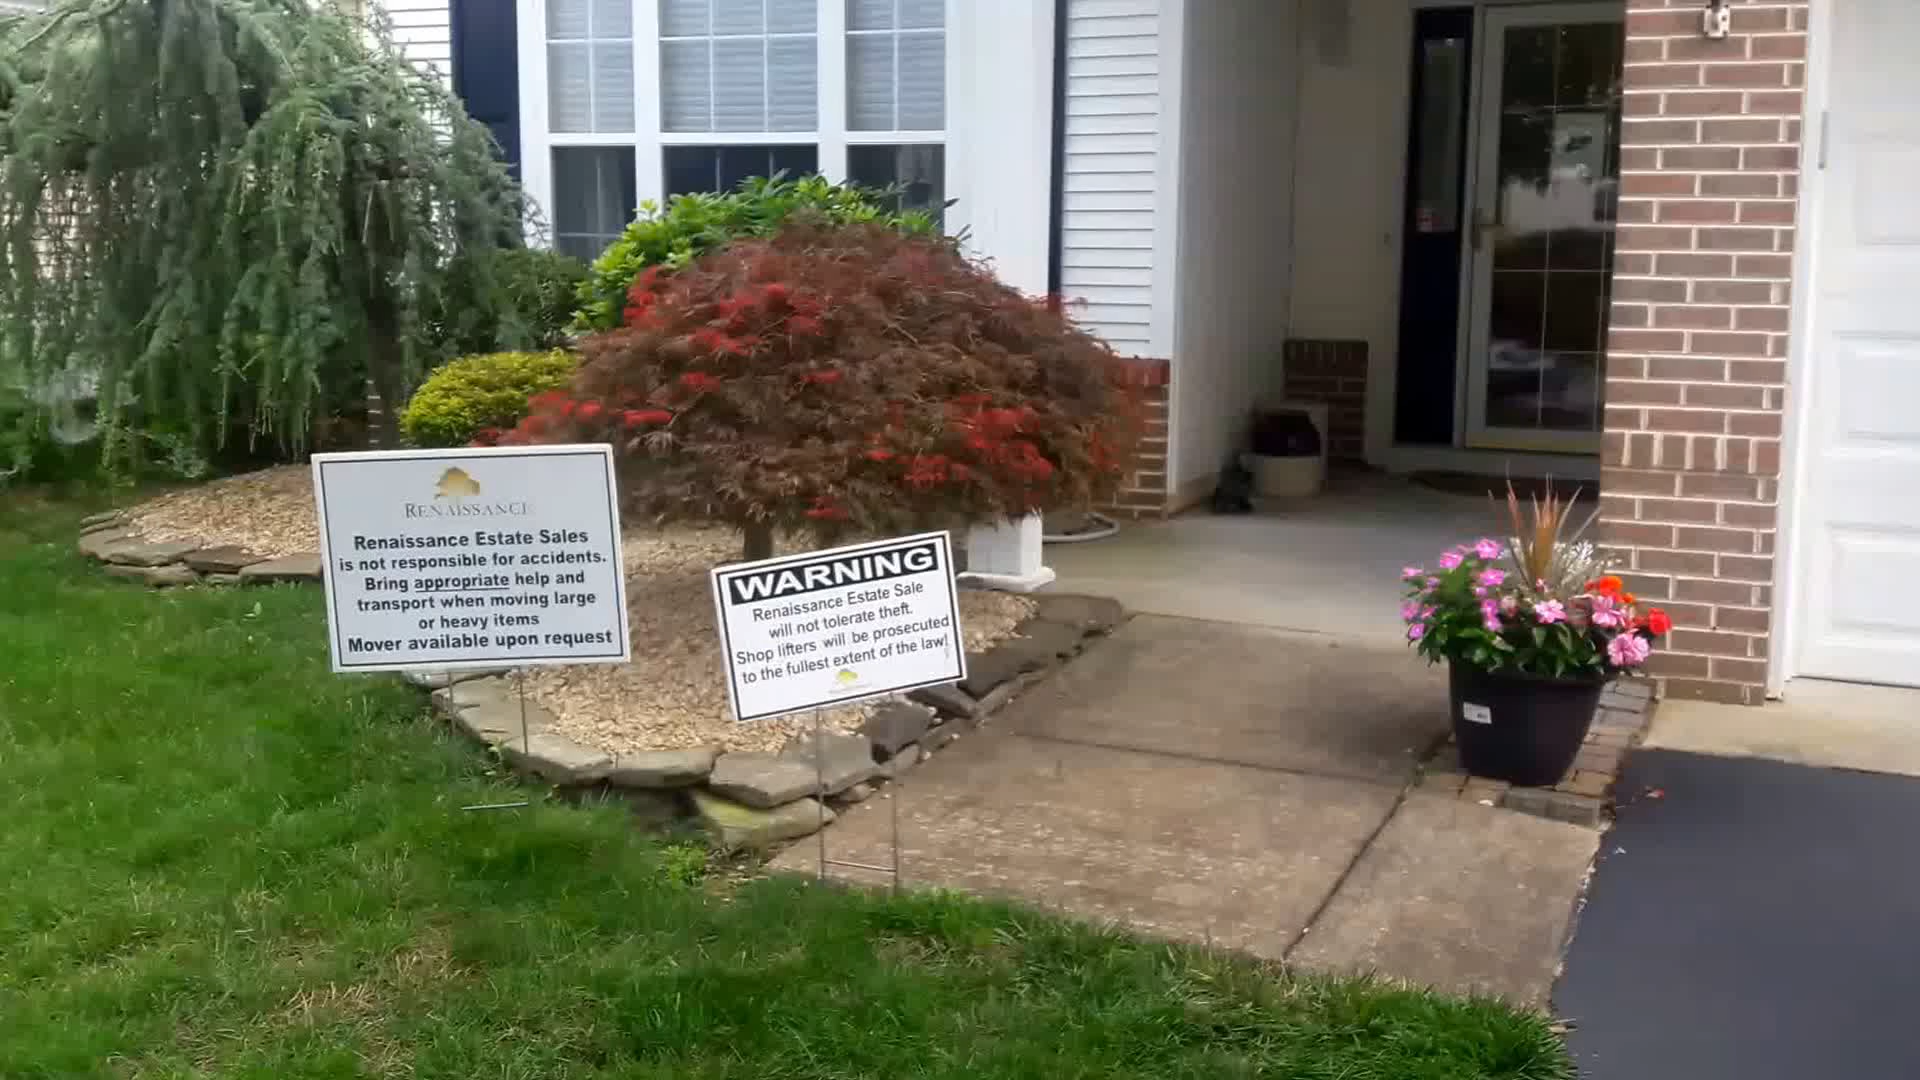 RENAISSANCE
Renaissance Estate Sales
is not responsible for accidents.
Bring appropriate help and
transport when moving large
or heavy items
Mover available upon request
WARNING
Renaissance Estate Sale
will not tolerate theft.
Shop lifters will be prosecuted
to the fullest extent of the law!